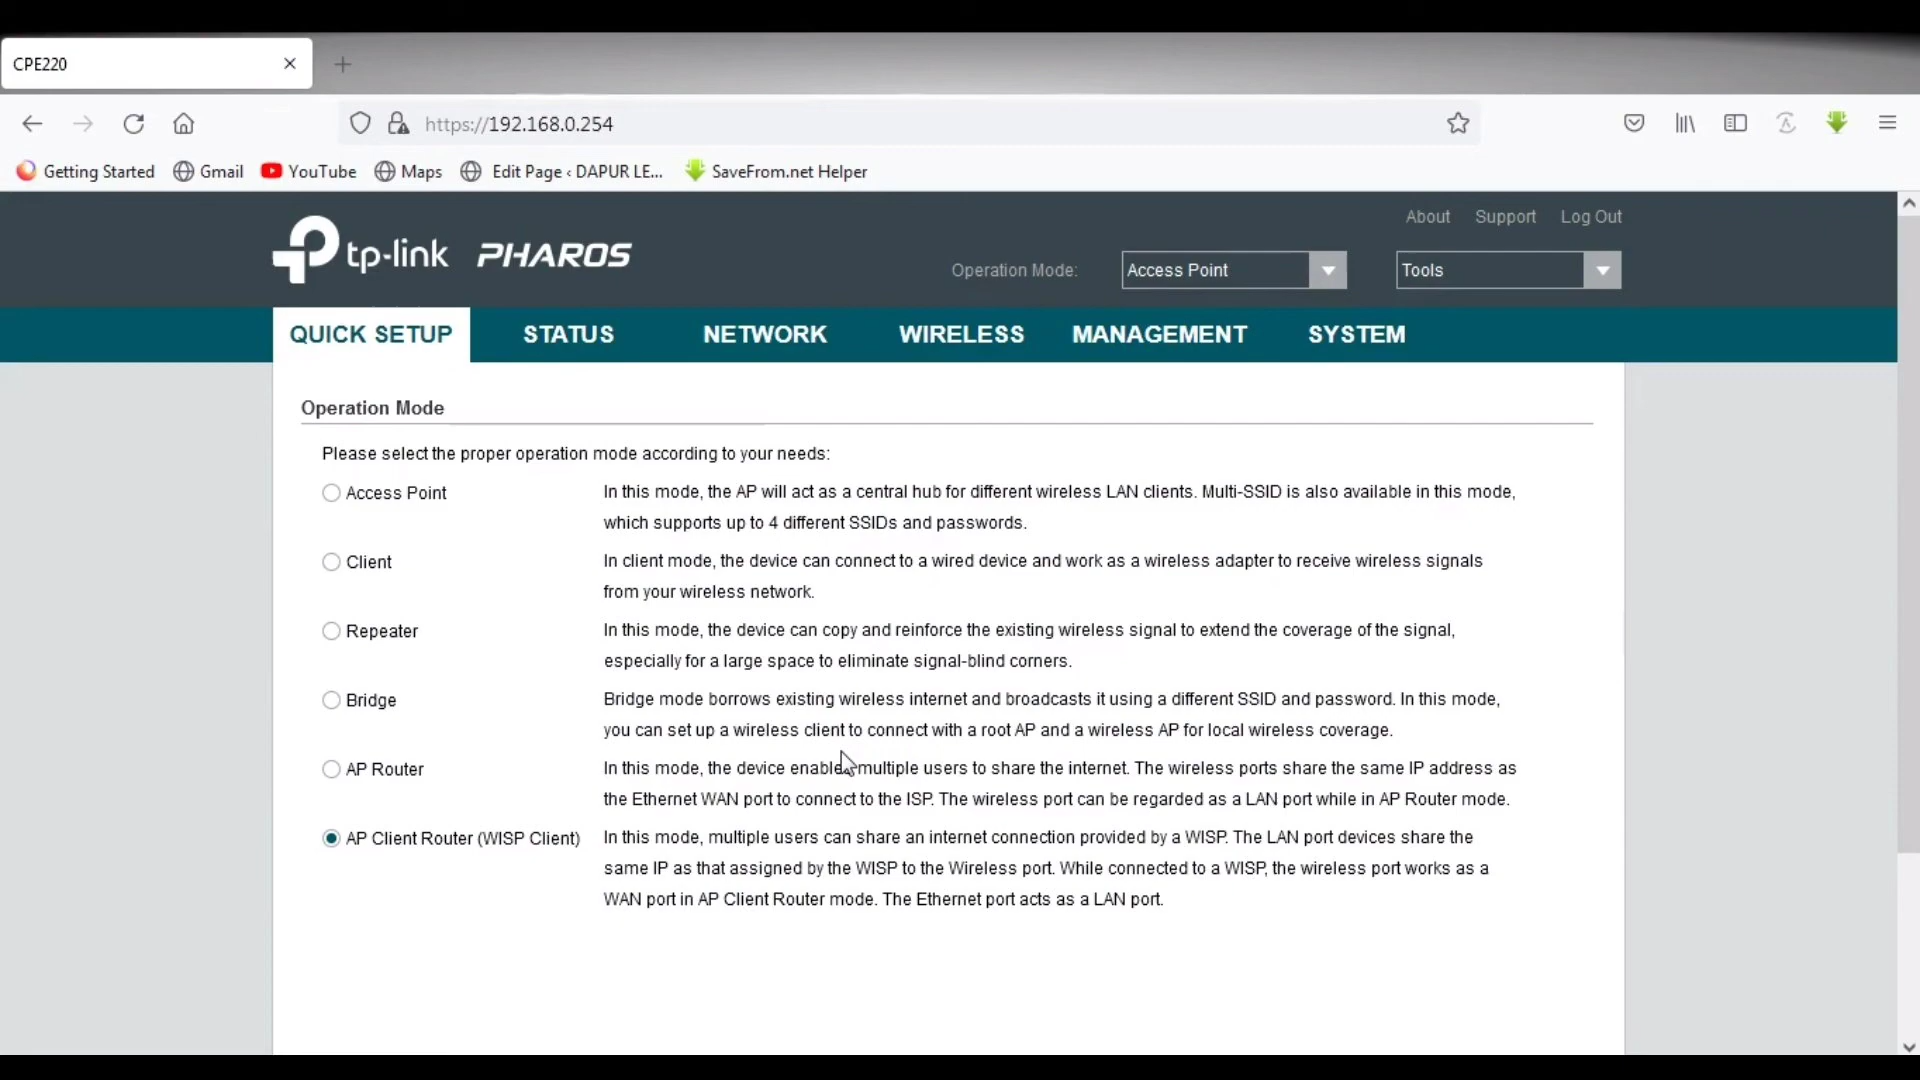 CPE220
https://192.168.0.254
Getting Started
Gmail
YouTube
Maps
Edit Page ‹ DAPUR LE...
SaveFrom.net Helper
About
Support
Log Out
tp-link PHAROS
Operation Mode:
Access Point
Tools
QUICK SETUP
STATUS
NETWORK
WIRELESS
MANAGEMENT
SYSTEM
Operation Mode
Please select the proper operation mode according to your needs:
Access Point
In this mode, the AP will act as a central hub for different wireless LAN clients. Multi-SSID is also available in this mode,
which supports up to 4 different SSIDs and passwords.
Client
In client mode, the device can connect to a wired device and work as a wireless adapter to receive wireless signals
from your wireless network.
Repeater
In this mode, the device can copy and reinforce the existing wireless signal to extend the coverage of the signal,
especially for a large space to eliminate signal-blind corners.
Bridge
Bridge mode borrows existing wireless internet and broadcasts it using a different SSID and password. In this mode,
you can set up a wireless client to connect with a root AP and a wireless AP for local wireless coverage.
AP Router
In this mode, the device enables multiple users to share the internet. The wireless ports share the same IP address as
the Ethernet WAN port to connect to the ISP. The wireless port can be regarded as a LAN port while in AP Router mode.
AP Client Router (WISP Client)
In this mode, multiple users can share an internet connection provided by a WISP. The LAN port devices share the
same IP as that assigned by the WISP to the Wireless port. While connected to a WISP, the wireless port works as a
WAN port in AP Client Router mode. The Ethernet port acts as a LAN port.